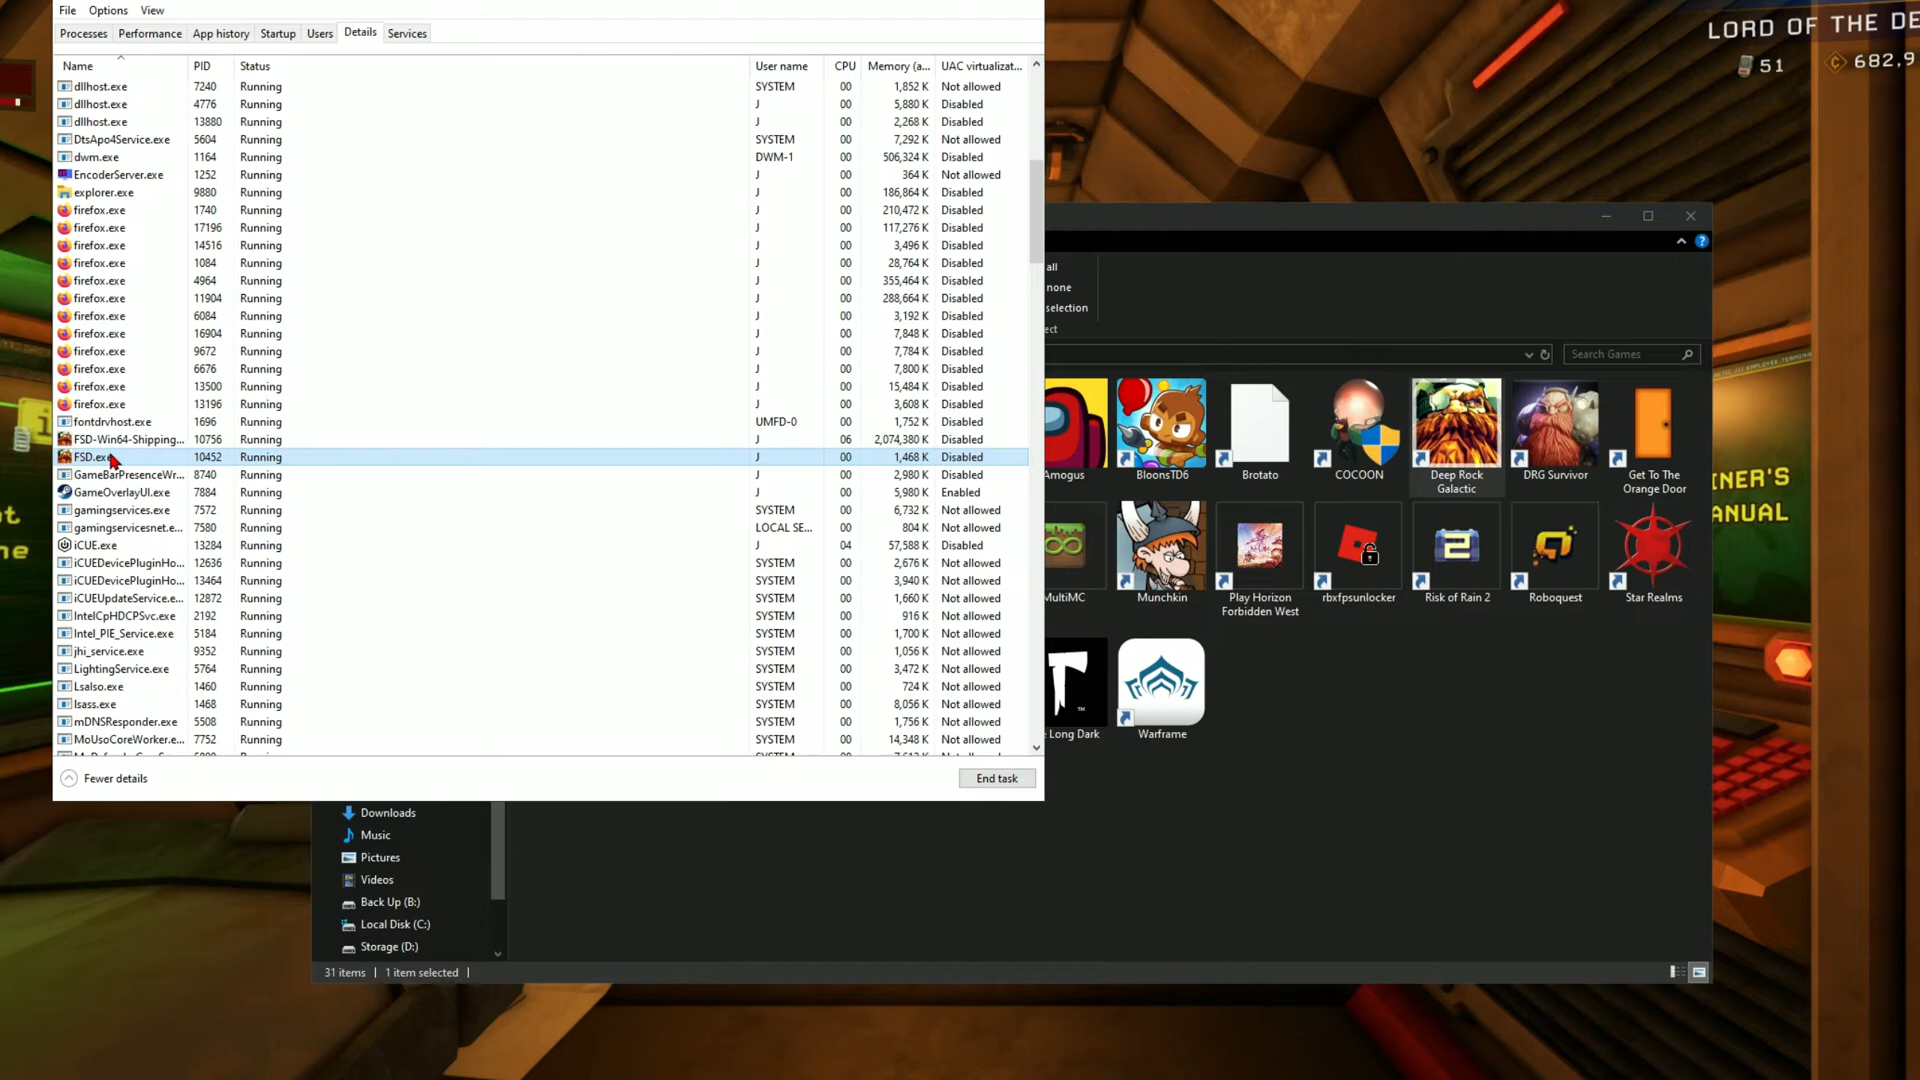 File Options View
Processes Performance App history Startup Users Details Services
Name PID Status User name CPU Memory (a... UAC virtualizat...
dllhost.exe 7240 Running SYSTEM 00 1,852 K Not allowed
dllhost.exe 4776 Running J 00 5,880 K Disabled
dllhost.exe 13880 Running J 00 2,268 K Disabled
DtsApo4Service.exe 5604 Running SYSTEM 00 7,292 K Not allowed
dwm.exe 1164 Running DWM-1 00 506,324 K Disabled
EncoderServer.exe 1252 Running J 00 364 K Not allowed
explorer.exe 9880 Running J 00 186,864 K Disabled
firefox.exe 1740 Running J 00 210,472 K Disabled
firefox.exe 17196 Running J 00 117,276 K Disabled
firefox.exe 14516 Running J 00 3,496 K Disabled
firefox.exe 1084 Running J 00 28,764 K Disabled
firefox.exe 4964 Running J 00 355,464 K Disabled
firefox.exe 11904 Running J 00 288,664 K Disabled
firefox.exe 6084 Running J 00 3,192 K Disabled
firefox.exe 16904 Running J 00 7,848 K Disabled
firefox.exe 9672 Running J 00 7,784 K Disabled
firefox.exe 6676 Running J 00 7,800 K Disabled
firefox.exe 13500 Running J 00 15,484 K Disabled
firefox.exe 13196 Running J 00 3,608 K Disabled
fontdrvhost.exe 1696 Running UMFD-0 00 1,752 K Disabled
FSD-Win64-Shipping... 10756 Running J 06 2,074,380 K Disabled
FSD.exe 10452 Running J 00 1,468 K Disabled
GameBarPresenceWr... 8740 Running J 00 2,980 K Disabled
GameOverlayUI.exe 7884 Running J 00 5,980 K Enabled
gamingservices.exe 7572 Running SYSTEM 00 6,732 K Not allowed
gamingservicesnet.e... 7580 Running LOCAL SE... 00 804 K Not allowed
iCUE.exe 13284 Running J 04 57,588 K Disabled
iCUEDevicePluginHo... 12636 Running SYSTEM 00 2,676 K Not allowed
iCUEDevicePluginHo... 13464 Running SYSTEM 00 3,940 K Not allowed
iCUEUpdateService.e... 12872 Running SYSTEM 00 1,660 K Not allowed
IntelCpHDCPSvc.exe 2192 Running SYSTEM 00 916 K Not allowed
Intel_PIE_Service.exe 5184 Running SYSTEM 00 1,700 K Not allowed
jhi_service.exe 9352 Running SYSTEM 00 1,056 K Not allowed
LightingService.exe 5764 Running SYSTEM 00 3,472 K Not allowed
LsaIso.exe 1460 Running SYSTEM 00 724 K Not allowed
lsass.exe 1468 Running SYSTEM 00 8,056 K Not allowed
mDNSResponder.exe 5508 Running SYSTEM 00 1,756 K Not allowed
MoUsoCoreWorker.e... 7752 Running SYSTEM 00 14,348 K Not allowed
Fewer details End task
LORD OF THE DE
51 682,9
all
none
selection
ect
Search Games
Amogus BloonsTD6 Brotato COCOON Deep Rock Galactic DRG Survivor Get To The Orange Door
MultiMC Munchkin Play Horizon Forbidden West rbxfpsunlocker Risk of Rain 2 Roboquest Star Realms
e Long Dark Warframe
INER'S
ANUAL
Downloads
Music
Pictures
Videos
Back Up (B:)
Local Disk (C:)
Storage (D:)
31 items 1 item selected